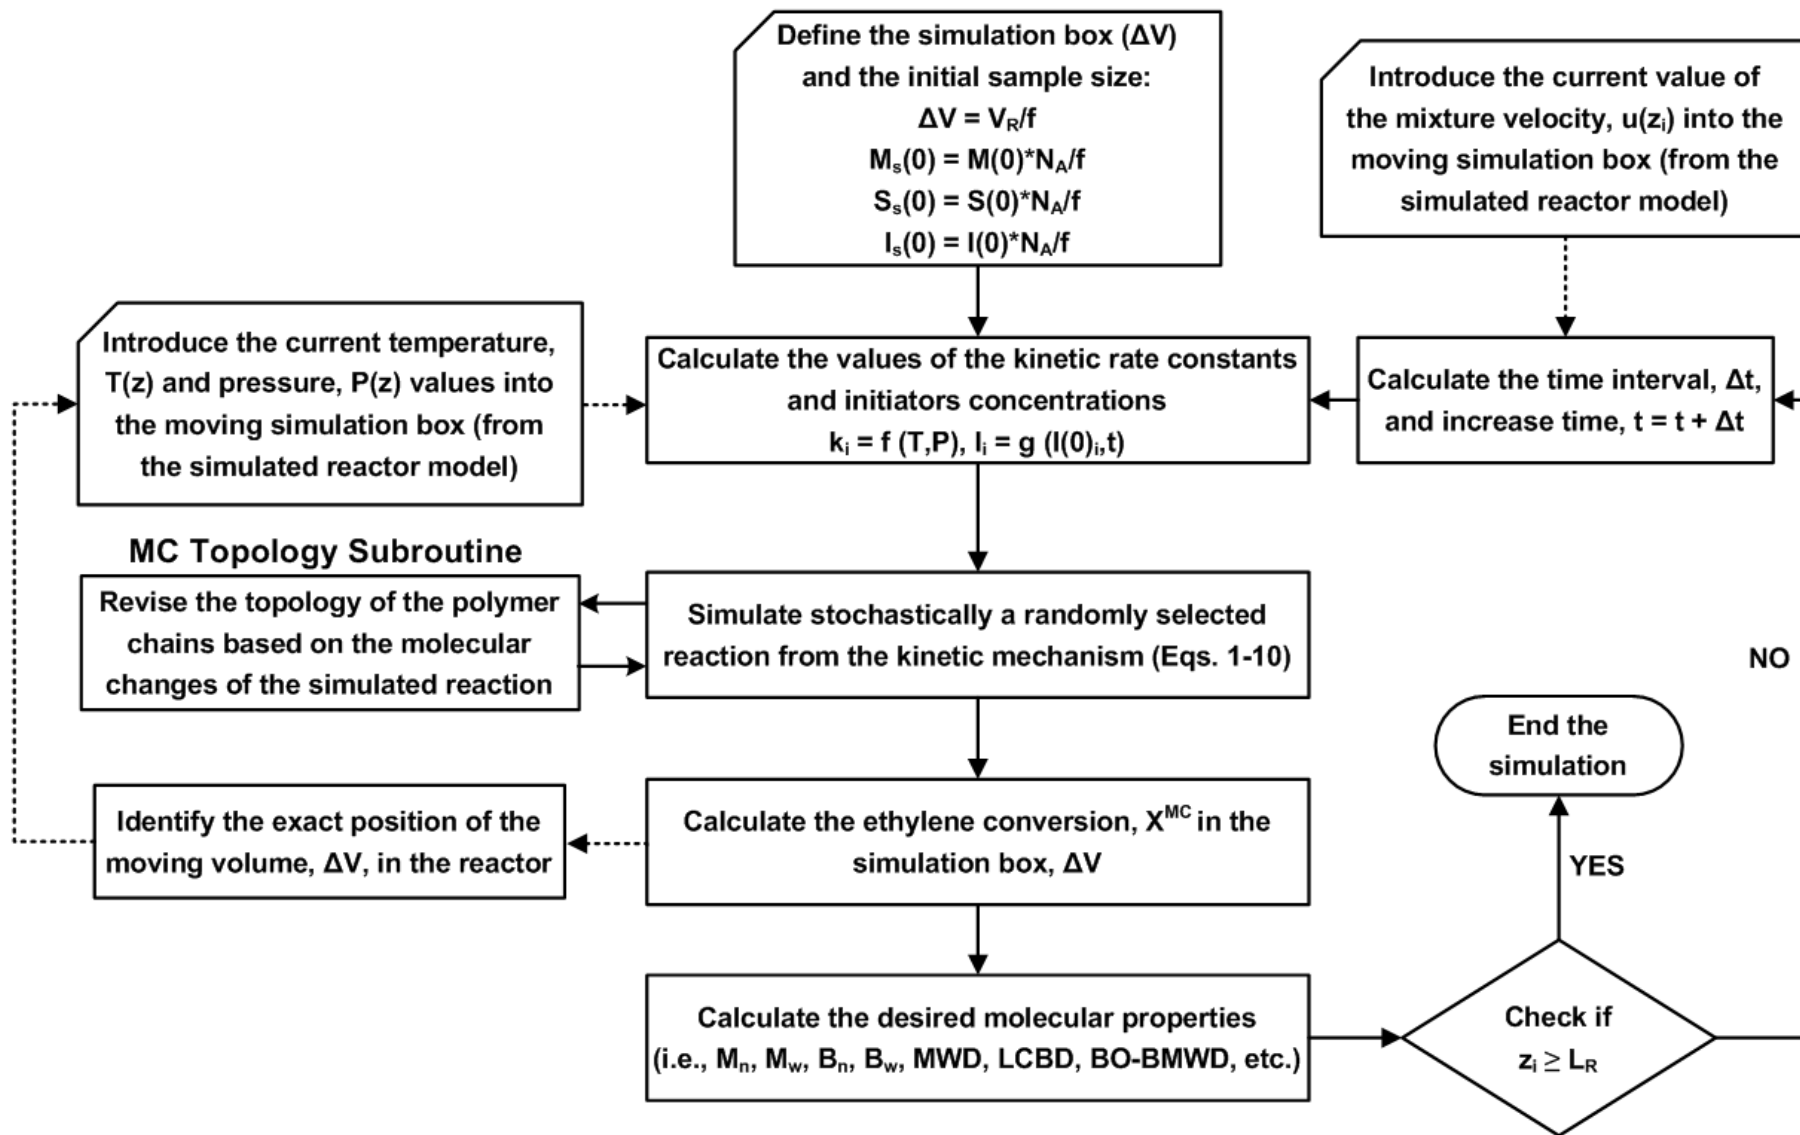 Define the simulation box (ΔV)
and the initial sample size:
ΔV = V_R/f
M_s(0) = M(0)*N_A/f
S_s(0) = S(0)*N_A/f
I_s(0) = I(0)*N_A/f
Introduce the current value of
the mixture velocity, u(z_i) into the
moving simulation box (from the
simulated reactor model)
Introduce the current temperature,
T(z) and pressure, P(z) values into
the moving simulation box (from
the simulated reactor model)
Calculate the values of the kinetic rate constants
and initiators concentrations
k_i = f (T,P), I_i = g (I(0)_i,t)
Calculate the time interval, Δt,
and increase time, t = t + Δt
MC Topology Subroutine
Revise the topology of the polymer
chains based on the molecular
changes of the simulated reaction
Simulate stochastically a randomly selected
reaction from the kinetic mechanism (Eqs. 1-10)
NO
End the
simulation
Identify the exact position of the
moving volume, ΔV, in the reactor
Calculate the ethylene conversion, X^MC in the
simulation box, ΔV
YES
Calculate the desired molecular properties
(i.e., M_n, M_w, B_n, B_w, MWD, LCBD, BO-BMWD, etc.)
Check if
z_i ≥ L_R